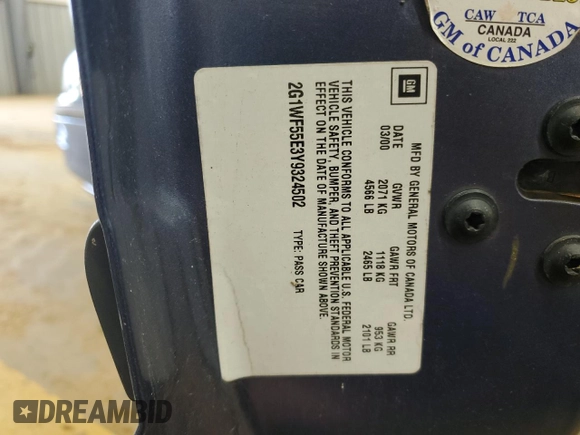 CAW TCA
CANADA
LOCAL 222
GM of CANADA
GM
MFD BY GENERAL MOTORS OF CANADA LTD
DATE GVWR GAWR FRT GAWR RR
03/00 2071 KG 1118 KG 953 KG
4566 LB 2465 LB 2101 LB
THIS VEHICLE CONFORMS TO ALL APPLICABLE U.S. FEDERAL MOTOR
VEHICLE SAFETY, BUMPER, AND THEFT PREVENTION STANDARDS IN
EFFECT ON THE DATE OF MANUFACTURE SHOWN ABOVE.
2G1WF55E3Y9324502 TYPE: PASS CAR
DREAMBID